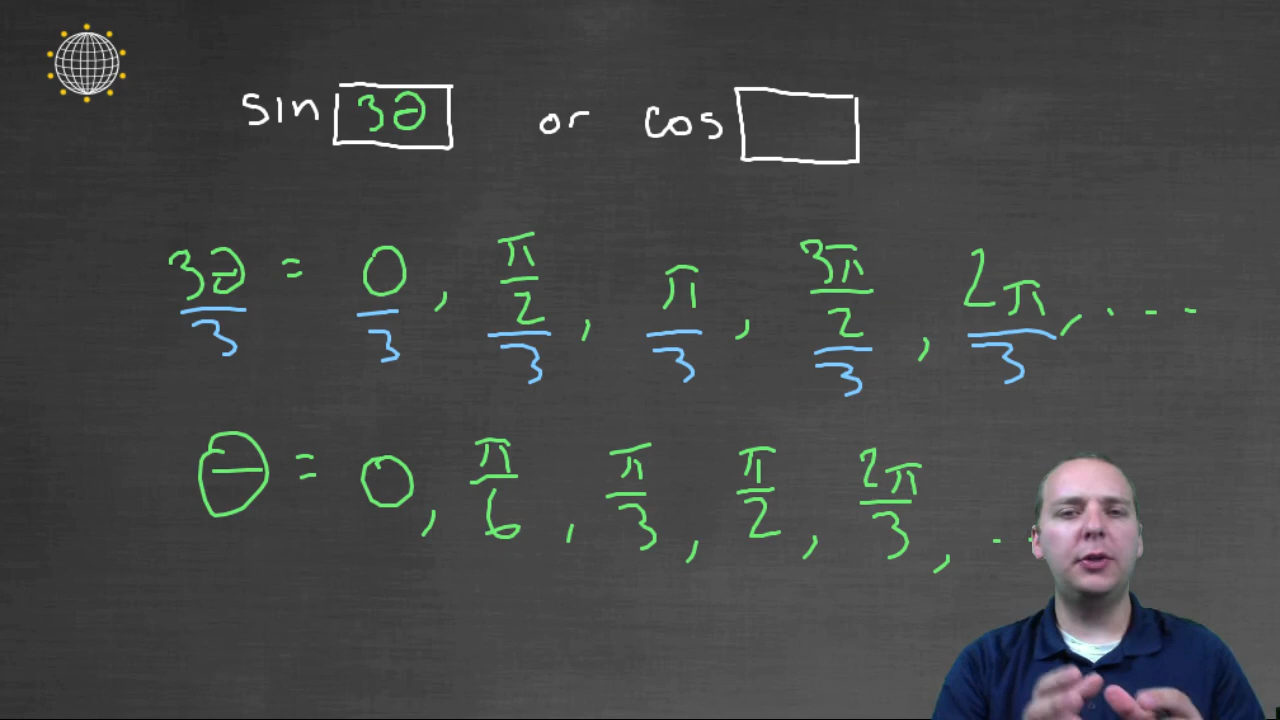 sin 3θ or cos
3θ/3 = 0/3, π/2/3, π/3, 3π/2/3, 2π/3, ...
θ = 0, π/6, π/3, π/2, 2π/3, ...